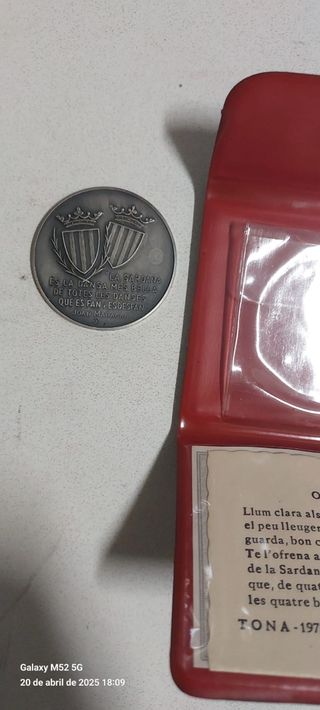 LA SARDANA
ES LA DANSA MES BELLA
DE TOTES LES DANSES
QUE ES FAN I ESDESFAN
JOAN MARAGALL
O
Llum clara als
el peu lleuger
guarda, bon c
Te l'ofrena a
de la Sardan
que, de quat
les quatre b
TONA - 197
Galaxy M52 5G
20 de abril de 2025 18:09